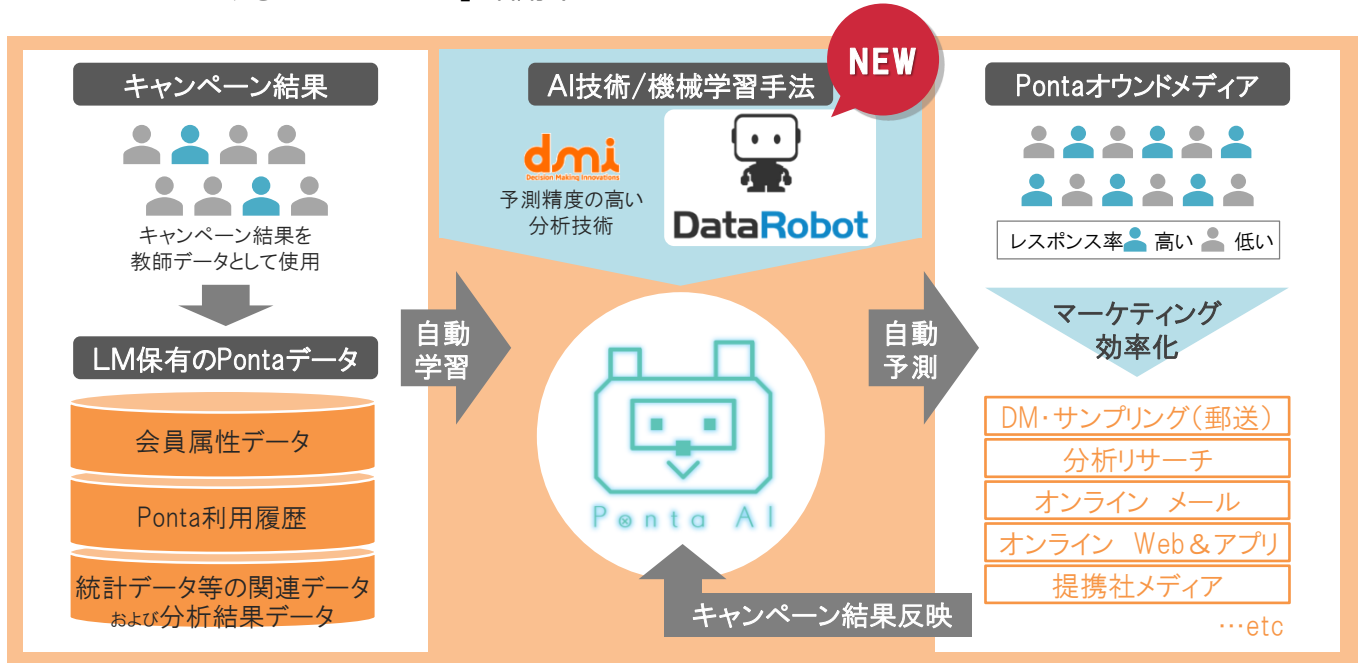 キャンペーン結果
キャンペーン結果を
教師データとして使用
LM保有のPontaデータ
会員属性データ
Ponta利用履歴
統計データ等の関連データ
および分析結果データ
自動
学習
AI技術/機械学習手法
NEW
dmi
Decision Making Innovations
予測精度の高い
分析技術
DataRobot
Ponta AI
キャンペーン結果反映
自動
予測
Pontaオウンドメディア
レスポンス率 高い 低い
マーケティング
効率化
DM・サンプリング(郵送)
分析リサーチ
オンライン メール
オンライン Web&アプリ
提携社メディア
…etc